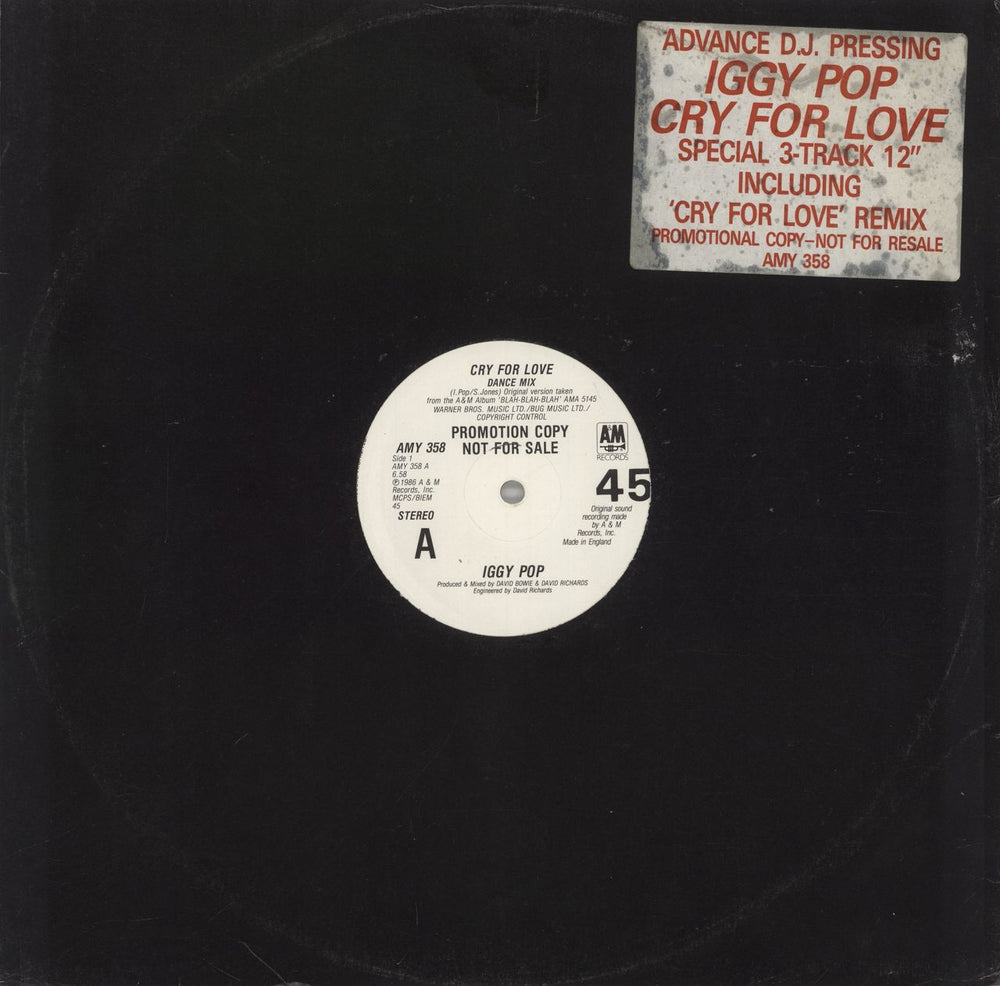 ADVANCE D.J. PRESSING
IGGY POP
CRY FOR LOVE
SPECIAL 3-TRACK 12"
INCLUDING
'CRY FOR LOVE' REMIX
PROMOTIONAL COPY–NOT FOR RESALE
AMY 358
CRY FOR LOVE
DANCE MIX
(I.Pop/S.Jones) Original version taken
from the A&M Album 'BLAH-BLAH-BLAH' AMA 5145
WARNER BROS. MUSIC LTD./BUG MUSIC LTD./
COPYRIGHT CONTROL
PROMOTION COPY
NOT FOR SALE
AMY 358
Side 1
AMY 358 A
6.58
℗1986 A & M
Records, Inc.
MCPS/BIEM
45
STEREO
A
A&M
RECORDS
45
Original sound
recording made
by A & M
Records, Inc.
Made in England
IGGY POP
Produced & Mixed by DAVID BOWIE & DAVID RICHARDS
Engineered by David Richards